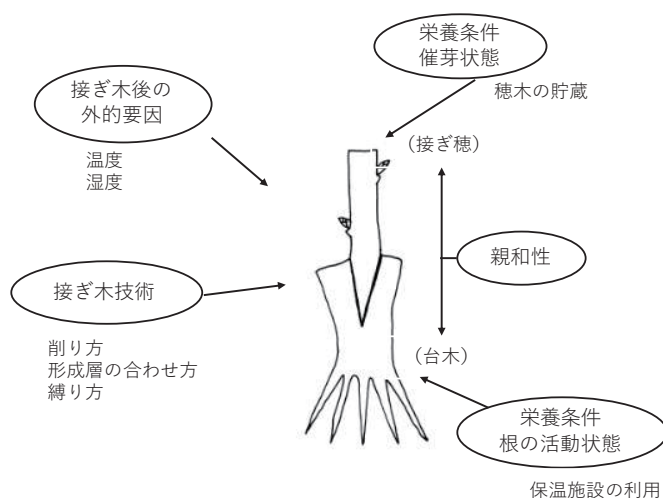 栄養条件
催芽状態
穂木の貯蔵
接ぎ木後の
外的要因
温度
湿度
(接ぎ穂)
親和性
接ぎ木技術
削り方
形成層の合わせ方
縛り方
(台木)
栄養条件
根の活動状態
保温施設の利用